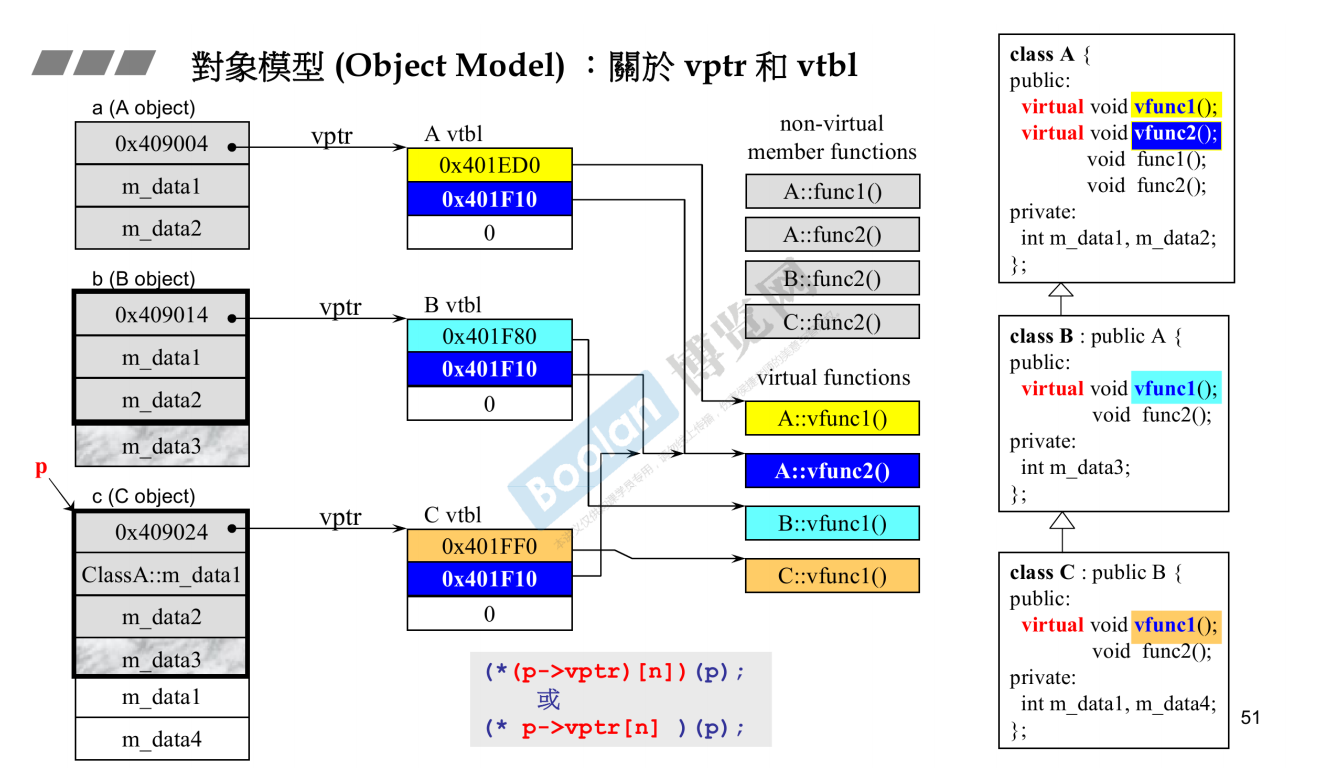 對象模型 (Object Model) ：關於 vptr 和 vtbl
a (A object)
0x409004
m_data1
m_data2
vptr
A vtbl
0x401ED0
0x401F10
0
b (B object)
0x409014
m_data1
m_data2
m_data3
vptr
B vtbl
0x401F80
0x401F10
0
p
c (C object)
0x409024
ClassA::m_data1
m_data2
m_data3
m_data1
m_data4
vptr
C vtbl
0x401FF0
0x401F10
0
non-virtual
member functions
A::func1()
A::func2()
B::func2()
C::func2()
virtual functions
A::vfunc1()
A::vfunc2()
B::vfunc1()
C::vfunc1()
(*(p->vptr)[n])(p);
或
(* p->vptr[n] )(p);
class A {
public:
virtual void vfunc1();
virtual void vfunc2();
void func1();
void func2();
private:
int m_data1, m_data2;
};
class B : public A {
public:
virtual void vfunc1();
void func2();
private:
int m_data3;
};
class C : public B {
public:
virtual void vfunc1();
void func2();
private:
int m_data1, m_data4;
};
51
Boolan 博览网